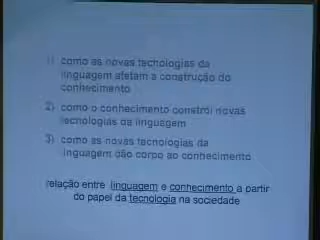 1) como as novas tecnologias da
linguagem afetam a construção do
conhecimento
2) como o conhecimento constrói novas
tecnologias da linguagem
3) como as novas tecnologias da
linguagem dão corpo ao conhecimento
relação entre linguagem e conhecimento a partir
do papel da tecnologia na sociedade